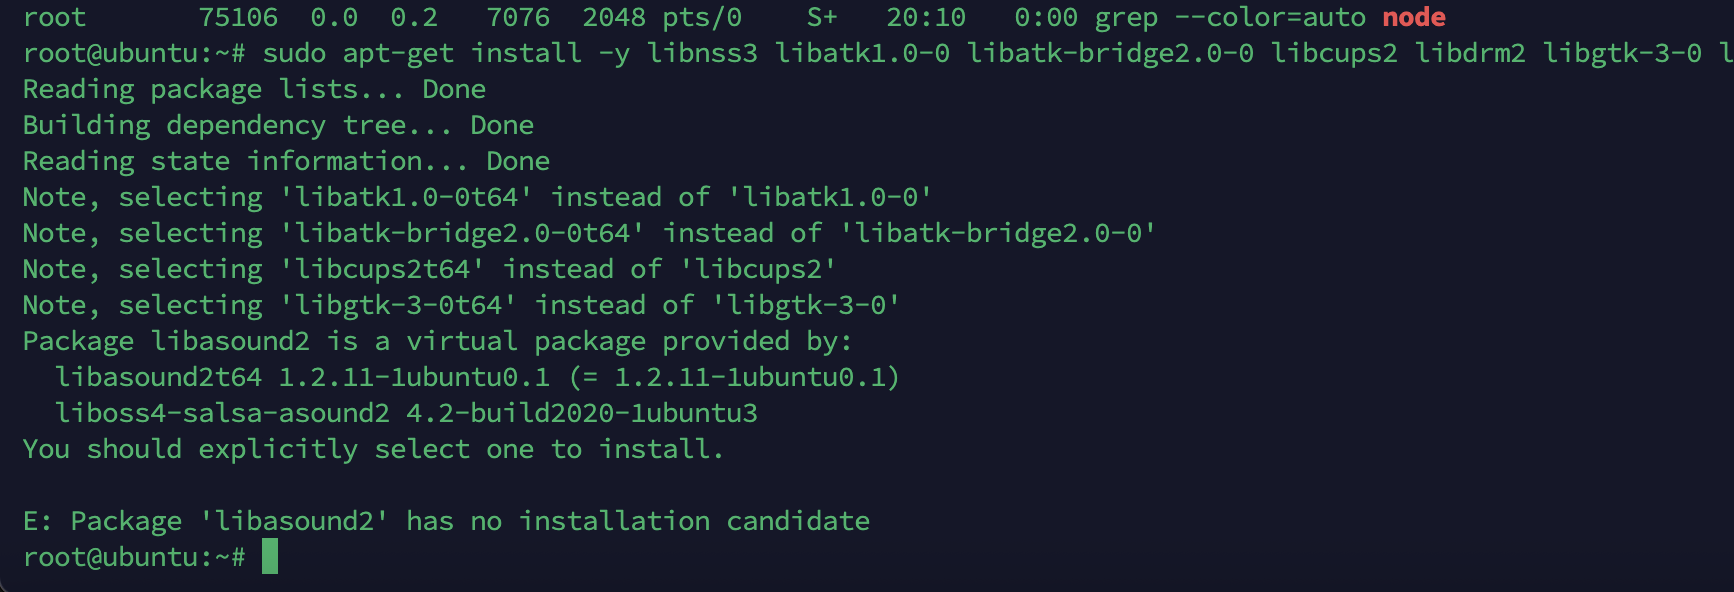 root       75106  0.0  0.2   7076  2048 pts/0    S+   20:10   0:00 grep --color=auto node
root@ubuntu:~# sudo apt-get install -y libnss3 libatk1.0-0 libatk-bridge2.0-0 libcups2 libdrm2 libgtk-3-0 l
Reading package lists... Done
Building dependency tree... Done
Reading state information... Done
Note, selecting 'libatk1.0-0t64' instead of 'libatk1.0-0'
Note, selecting 'libatk-bridge2.0-0t64' instead of 'libatk-bridge2.0-0'
Note, selecting 'libcups2t64' instead of 'libcups2'
Note, selecting 'libgtk-3-0t64' instead of 'libgtk-3-0'
Package libasound2 is a virtual package provided by:
  libasound2t64 1.2.11-1ubuntu0.1 (= 1.2.11-1ubuntu0.1)
  liboss4-salsa-asound2 4.2-build2020-1ubuntu3
You should explicitly select one to install.

E: Package 'libasound2' has no installation candidate
root@ubuntu:~#